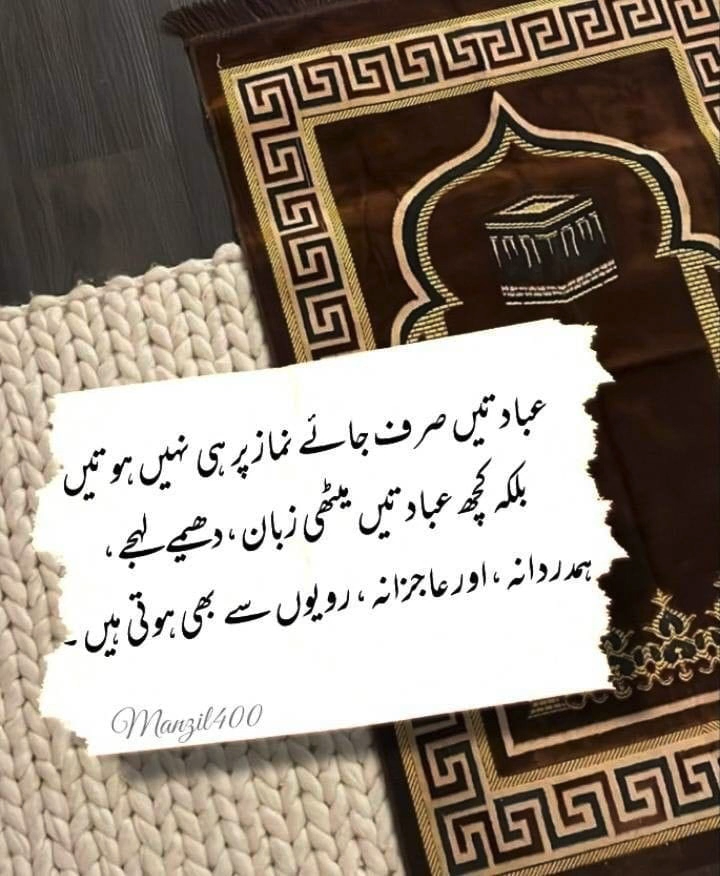 عبادتیں صرف جائے نماز پر ہی نہیں ہوتیں
بلکہ کچھ عبادتیں میٹھی زبان، دھیمے لہجے،
ہمدردانہ، اور عاجزانہ، رویوں سے بھی ہوتی ہیں۔
Manzil400